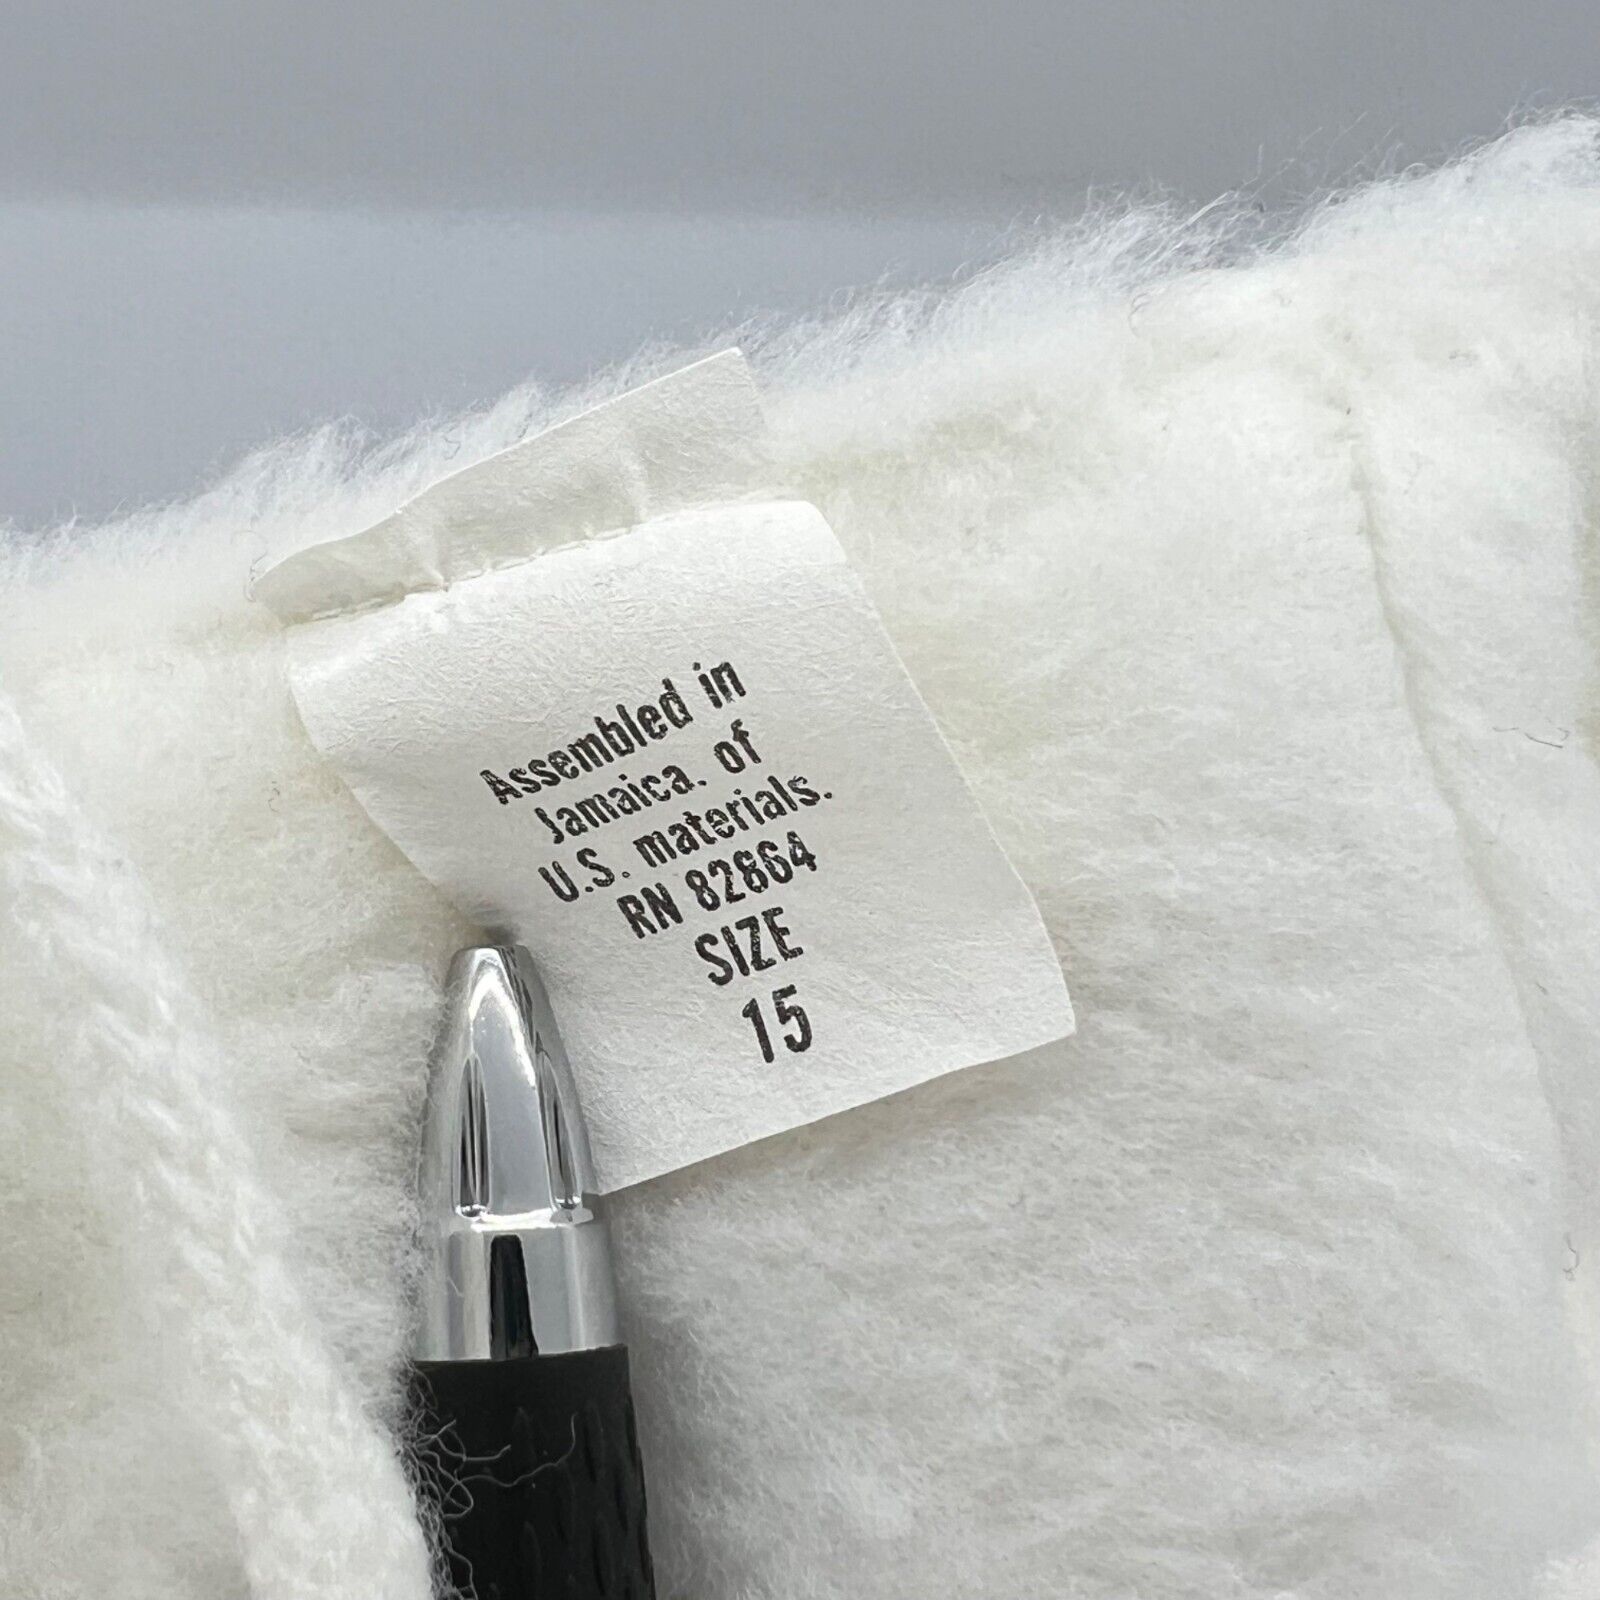 Assembled in
Jamaica. of
U.S. materials.
RN 82864
SIZE
15